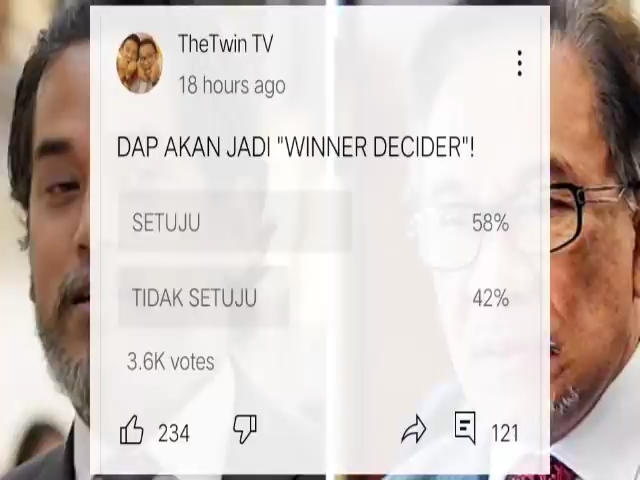 TheTwin TV
18 hours ago
DAP AKAN JADI "WINNER DECIDER"!
SETUJU 58%
TIDAK SETUJU 42%
3.6K votes
234 121